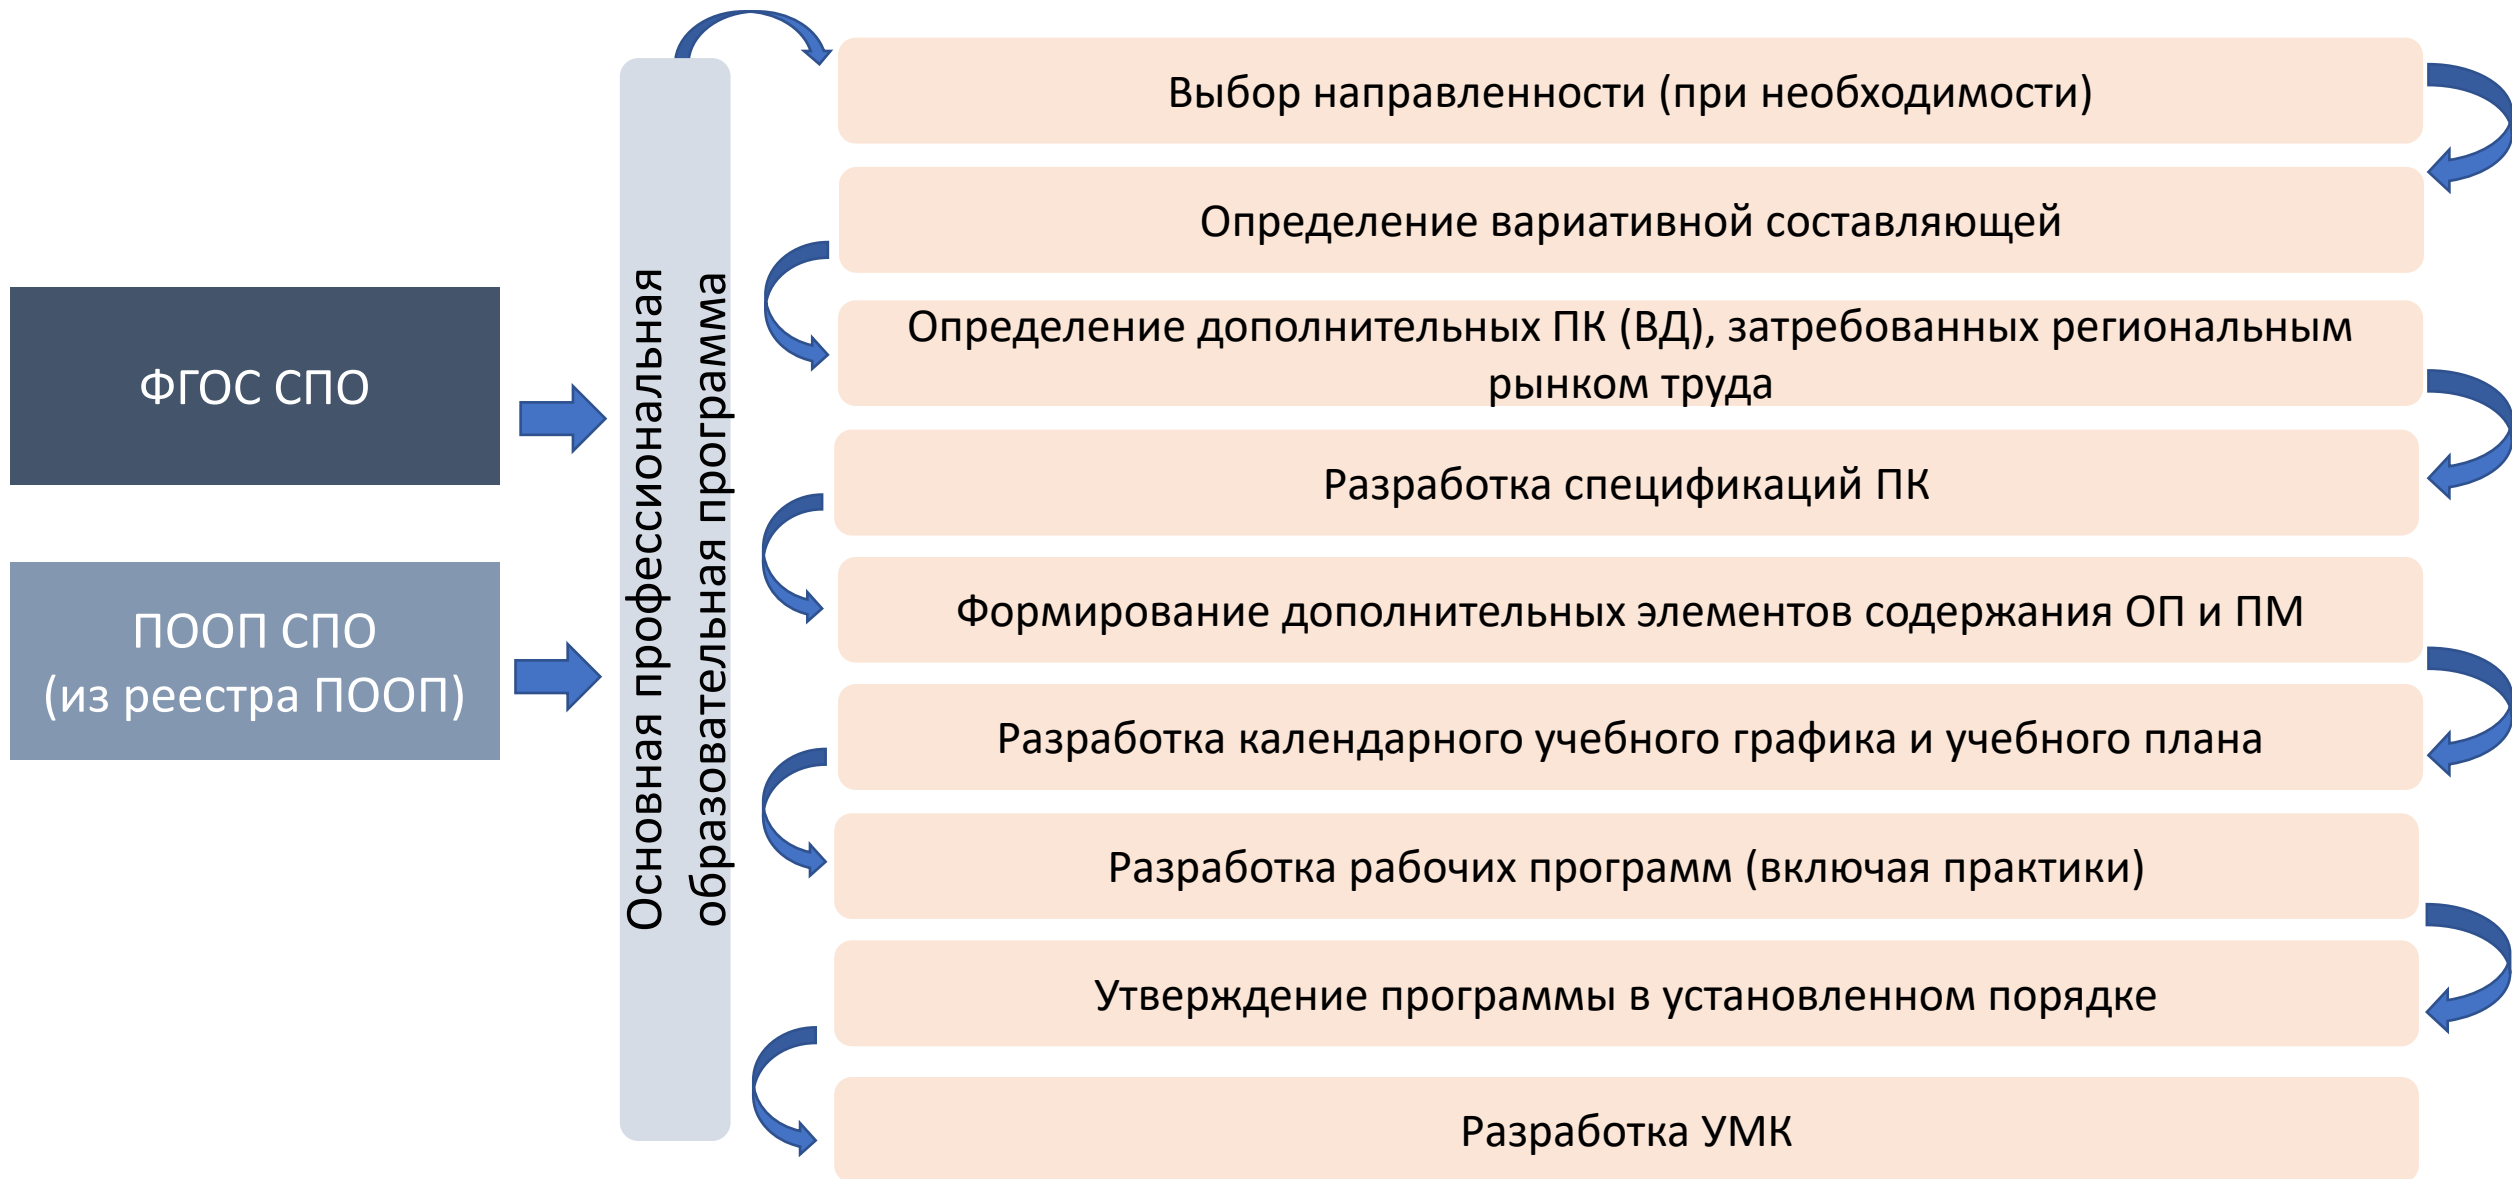 ФГОС СПО
ПООП СПО
(из реестра ПООП)
Основная профессиональная
образовательная программа
Выбор направленности (при необходимости)
Определение вариативной составляющей
Определение дополнительных ПК (ВД), затребованных региональным
рынком труда
Разработка спецификаций ПК
Формирование дополнительных элементов содержания ОП и ПМ
Разработка календарного учебного графика и учебного плана
Разработка рабочих программ (включая практики)
Утверждение программы в установленном порядке
Разработка УМК